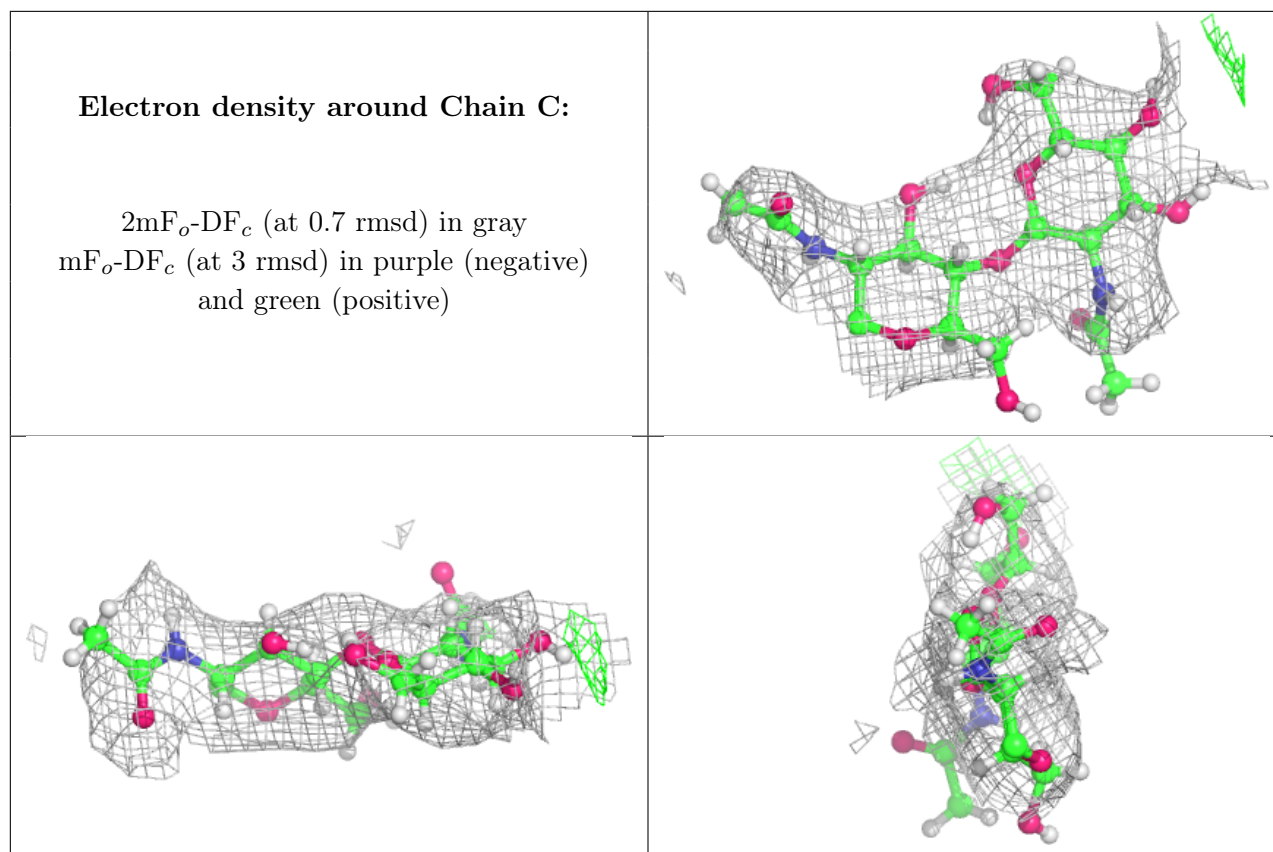 Electron density around Chain C:
2mF$_o$-DF$_c$ (at 0.7 rmsd) in gray
mF$_o$-DF$_c$ (at 3 rmsd) in purple (negative)
and green (positive)